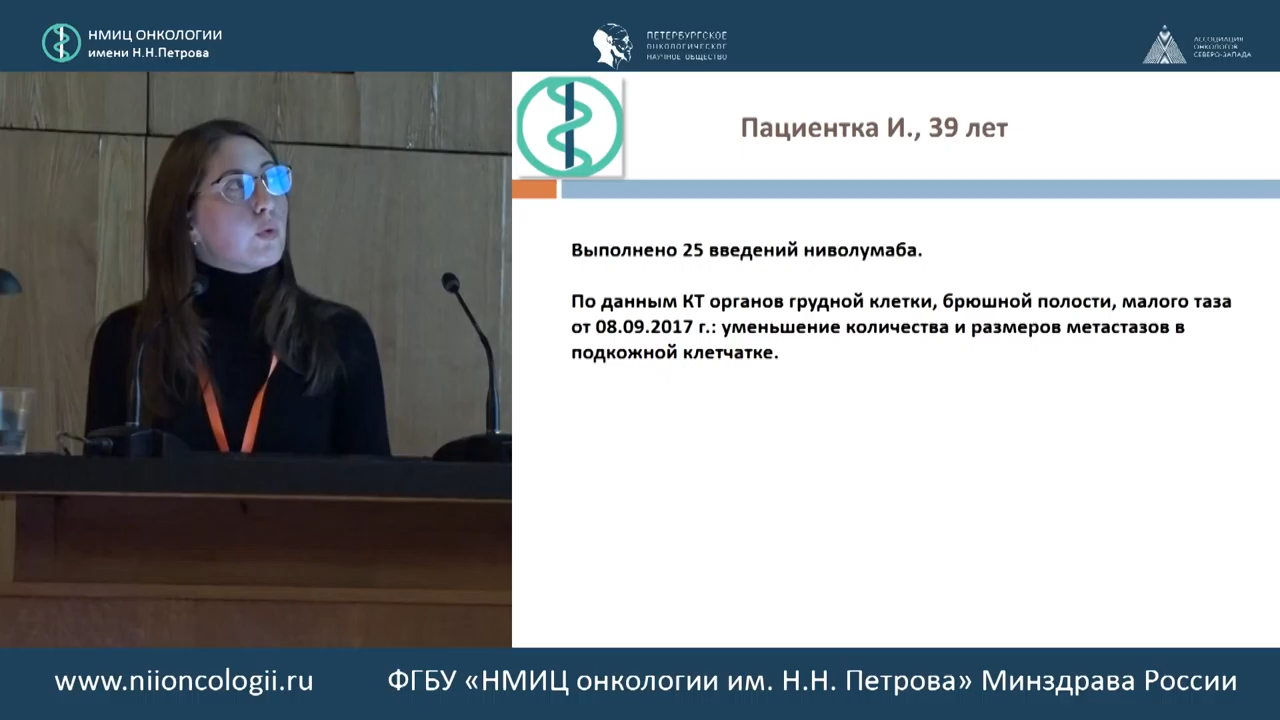 НМИЦ ОНКОЛОГИИ
имени Н.Н.Петрова
ПЕТЕРБУРГСКОЕ
ОНКОЛОГИЧЕСКОЕ
НАУЧНОЕ ОБЩЕСТВО
АССОЦИАЦИЯ
ОНКОЛОГОВ
СЕВЕРО-ЗАПАДА
Пациентка И., 39 лет
Выполнено 25 введений ниволумаба.
По данным КТ органов грудной клетки, брюшной полости, малого таза
от 08.09.2017 г.: уменьшение количества и размеров метастазов в
подкожной клетчатке.
www.niioncologii.ru
ФГБУ «НМИЦ онкологии им. Н.Н. Петрова» Минздрава России